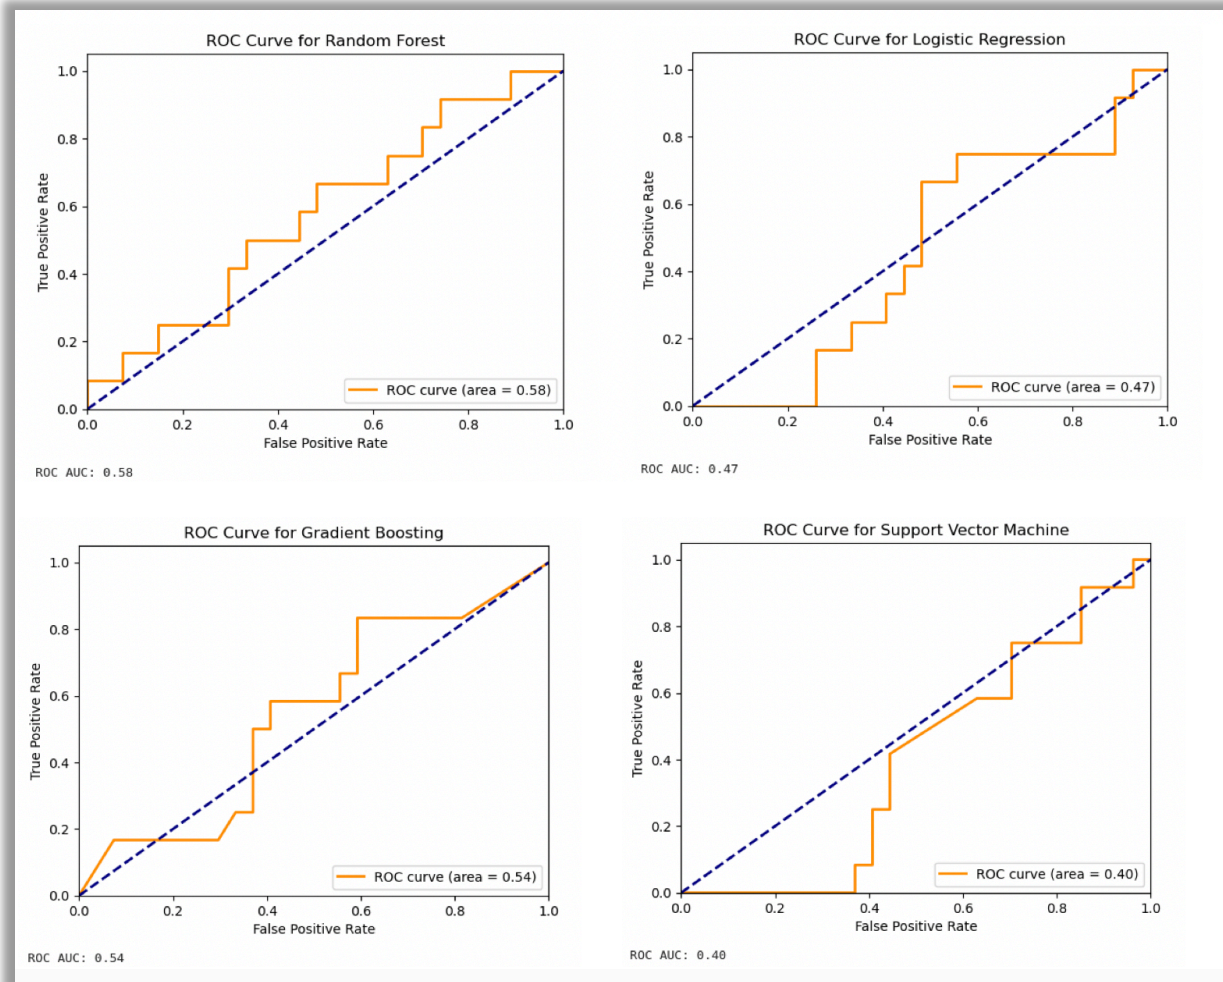 ROC Curve for Random Forest
True Positive Rate
1.0
0.8
0.6
0.4
0.2
0.0
ROC curve (area = 0.58)
0.0 0.2 0.4 0.6 0.8 1.0
False Positive Rate
ROC AUC: 0.58
ROC Curve for Logistic Regression
True Positive Rate
1.0
0.8
0.6
0.4
0.2
0.0
ROC curve (area = 0.47)
0.0 0.2 0.4 0.6 0.8 1.0
False Positive Rate
ROC AUC: 0.47
ROC Curve for Gradient Boosting
True Positive Rate
1.0
0.8
0.6
0.4
0.2
0.0
ROC curve (area = 0.54)
0.0 0.2 0.4 0.6 0.8 1.0
False Positive Rate
ROC AUC: 0.54
ROC Curve for Support Vector Machine
True Positive Rate
1.0
0.8
0.6
0.4
0.2
0.0
ROC curve (area = 0.40)
0.0 0.2 0.4 0.6 0.8 1.0
False Positive Rate
ROC AUC: 0.40